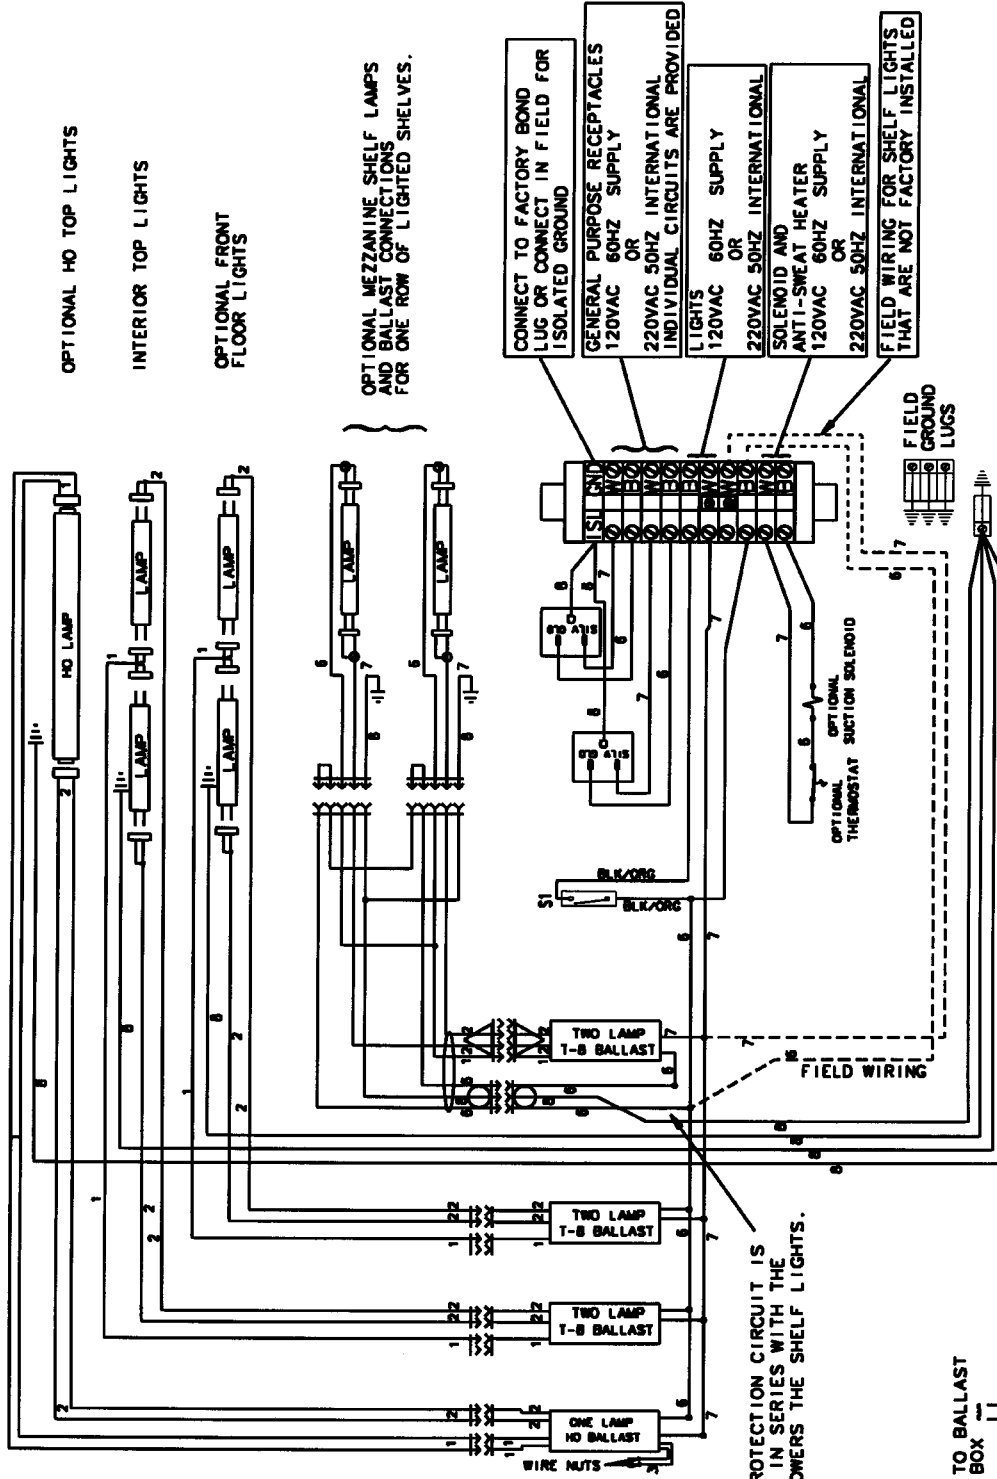 OPTIONAL HO TOP LIGHTS
INTERIOR TOP LIGHTS
OPTIONAL FRONT
FLOOR LIGHTS
OPTIONAL MEZZANINE SHELF LAMPS
AND BALLAST CONNECTIONS
FOR ONE ROW OF LIGHTED SHELVES.
CONNECT TO FACTORY BOND
LUG OR CONNECT IN FIELD FOR
ISOLATED GROUND
GENERAL PURPOSE RECEPTACLES
120VAC 60HZ SUPPLY
OR
220VAC 50HZ INTERNATIONAL
INDIVIDUAL CIRCUITS ARE PROVIDED
LIGHTS
120VAC 60HZ SUPPLY
OR
220VAC 50HZ INTERNATIONAL
SOLENOID AND
ANTI-SWEAT HEATER
120VAC 60HZ SUPPLY
OR
220VAC 50HZ INTERNATIONAL
FIELD WIRING FOR SHELF LIGHTS
THAT ARE NOT FACTORY INSTALLED
FIELD
GROUND
LUGS
HO LAMP
LAMP
LAMP
LAMP
LAMP
LAMP
LAMP
ISL GND
W
B
W
B
W
W
B
W
B
SILV GLD
SILV GLD
OPTIONAL
SUCTION SOLENOID
OPTIONAL
THERMOSTAT
S1
BLK/ORG
BLK/ORG
TWO LAMP
T-8 BALLAST
FIELD WIRING
TWO LAMP
T-8 BALLAST
TWO LAMP
T-8 BALLAST
ONE LAMP
HO BALLAST
WIRE NUTS
3
ROTECTION CIRCUIT IS
IN SERIES WITH THE
OWERS THE SHELF LIGHTS.
TO BALLAST
BOX